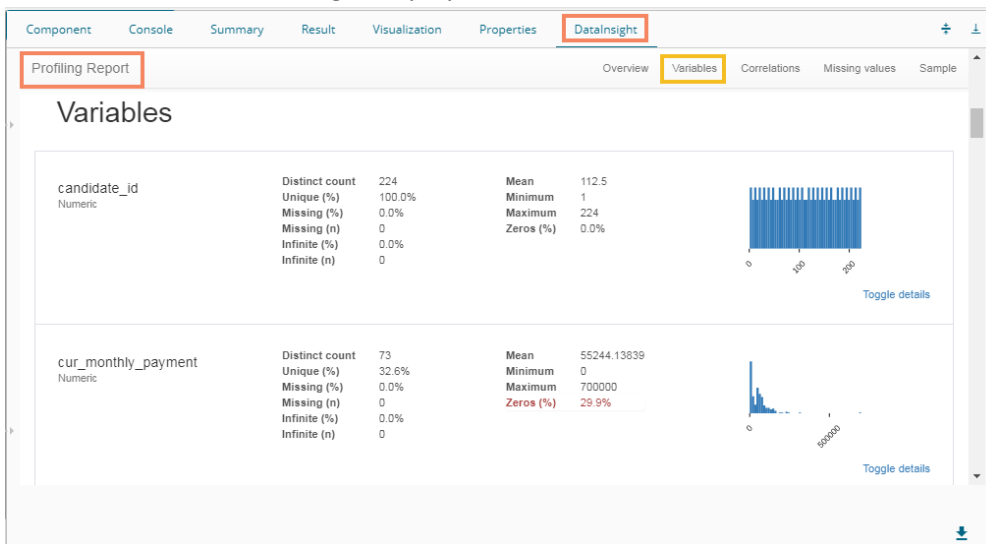 Component Console Summary Result Visualization Properties DataInsight
Profiling Report Overview Variables Correlations Missing values Sample
Variables
candidate_id
Numeric
Distinct count 224
Unique (%) 100.0%
Missing (%) 0.0%
Missing (n) 0
Infinite (%) 0.0%
Infinite (n) 0
Mean 112.5
Minimum 1
Maximum 224
Zeros (%) 0.0%
0 100 200
Toggle details
cur_monthly_payment
Numeric
Distinct count 73
Unique (%) 32.6%
Missing (%) 0.0%
Missing (n) 0
Infinite (%) 0.0%
Infinite (n) 0
Mean 55244.13839
Minimum 0
Maximum 700000
Zeros (%) 29.9%
0 500000
Toggle details